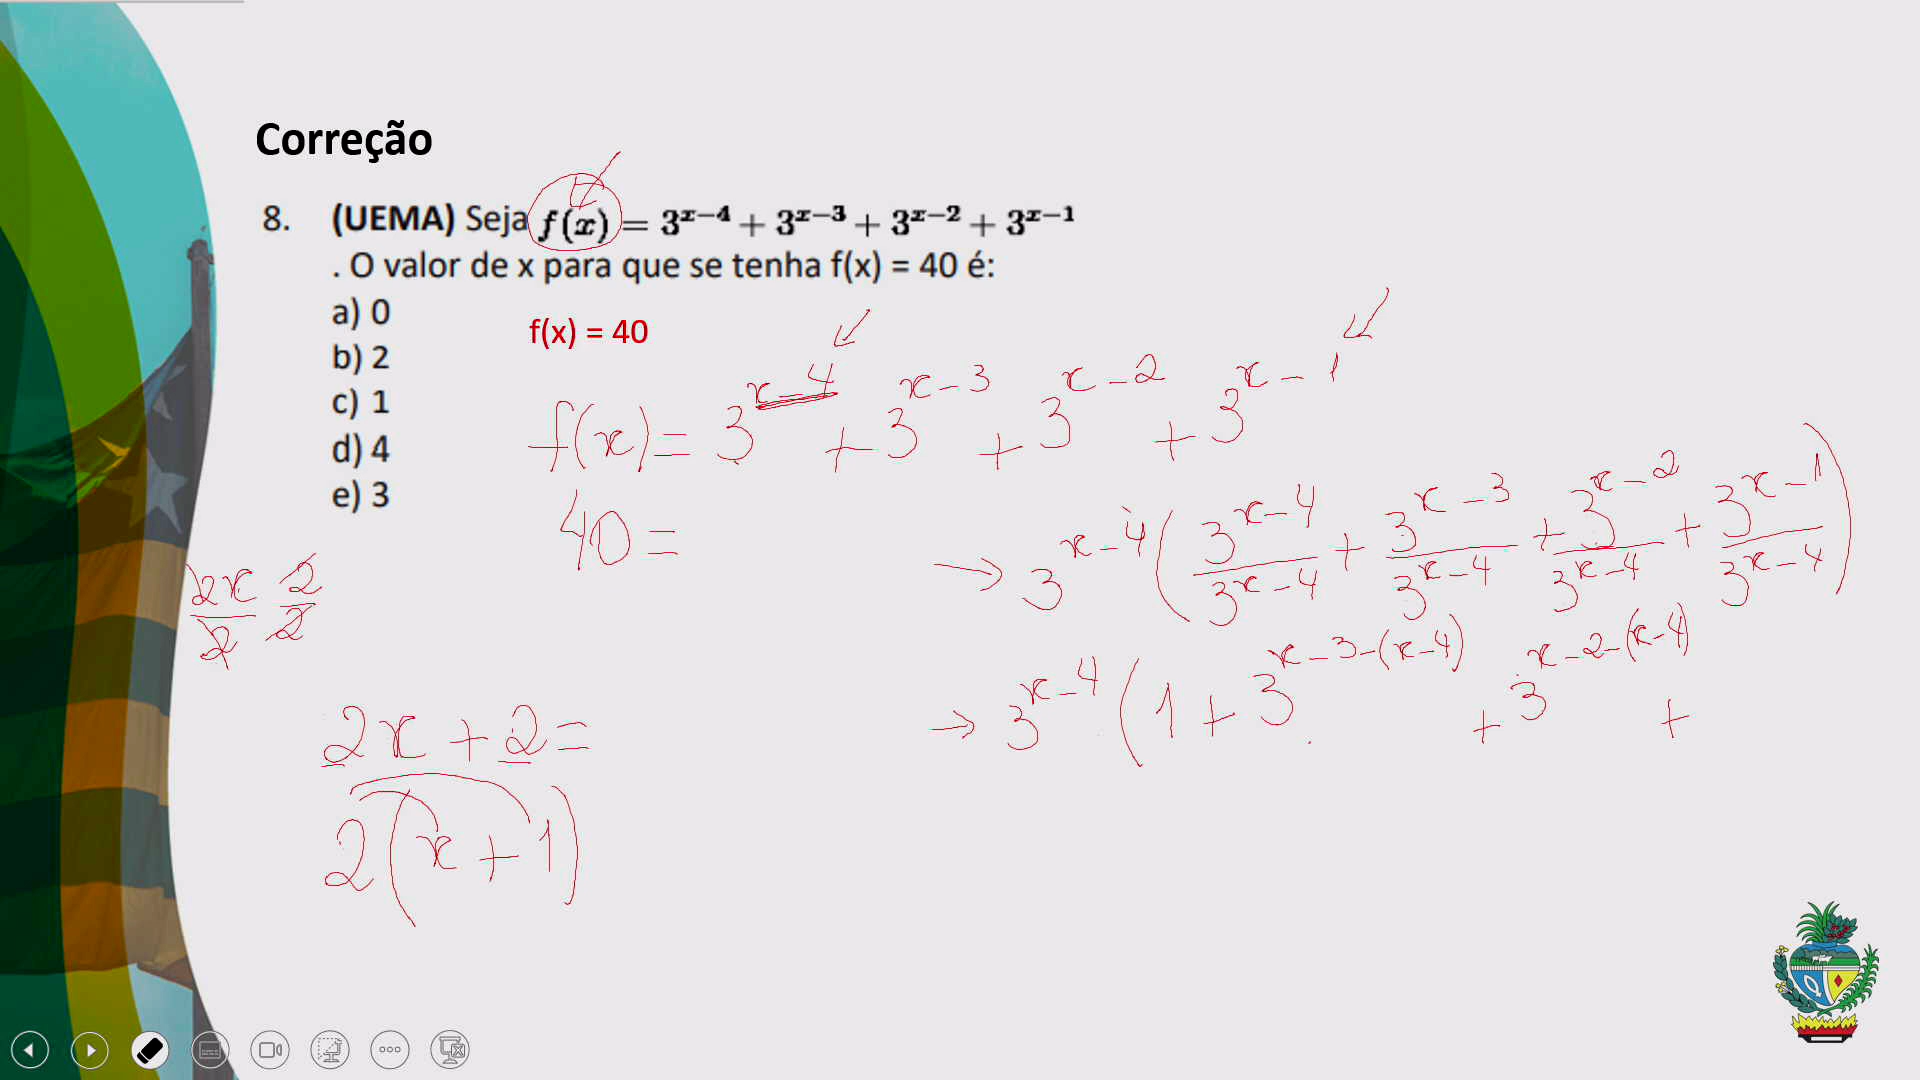 Correção
8. (UEMA) Seja f(x) = 3^{x−4} + 3^{x−3} + 3^{x−2} + 3^{x−1}
. O valor de x para que se tenha f(x) = 40 é:
a) 0
b) 2
c) 1
d) 4
e) 3
f(x) = 40
f(x) = 3^{x−4} + 3^{x−3} + 3^{x−2} + 3^{x−1}
40 =
→ 3^{x−4} ( 3^{x−4}/3^{x−4} + 3^{x−3}/3^{x−4} + 3^{x−2}/3^{x−4} + 3^{x−1}/3^{x−4} )
→ 3^{x−4} ( 1 + 3^{x−3−(x−4)} + 3^{x−2−(x−4)} +
2x/2 2/2
2x + 2 =
2(x + 1)